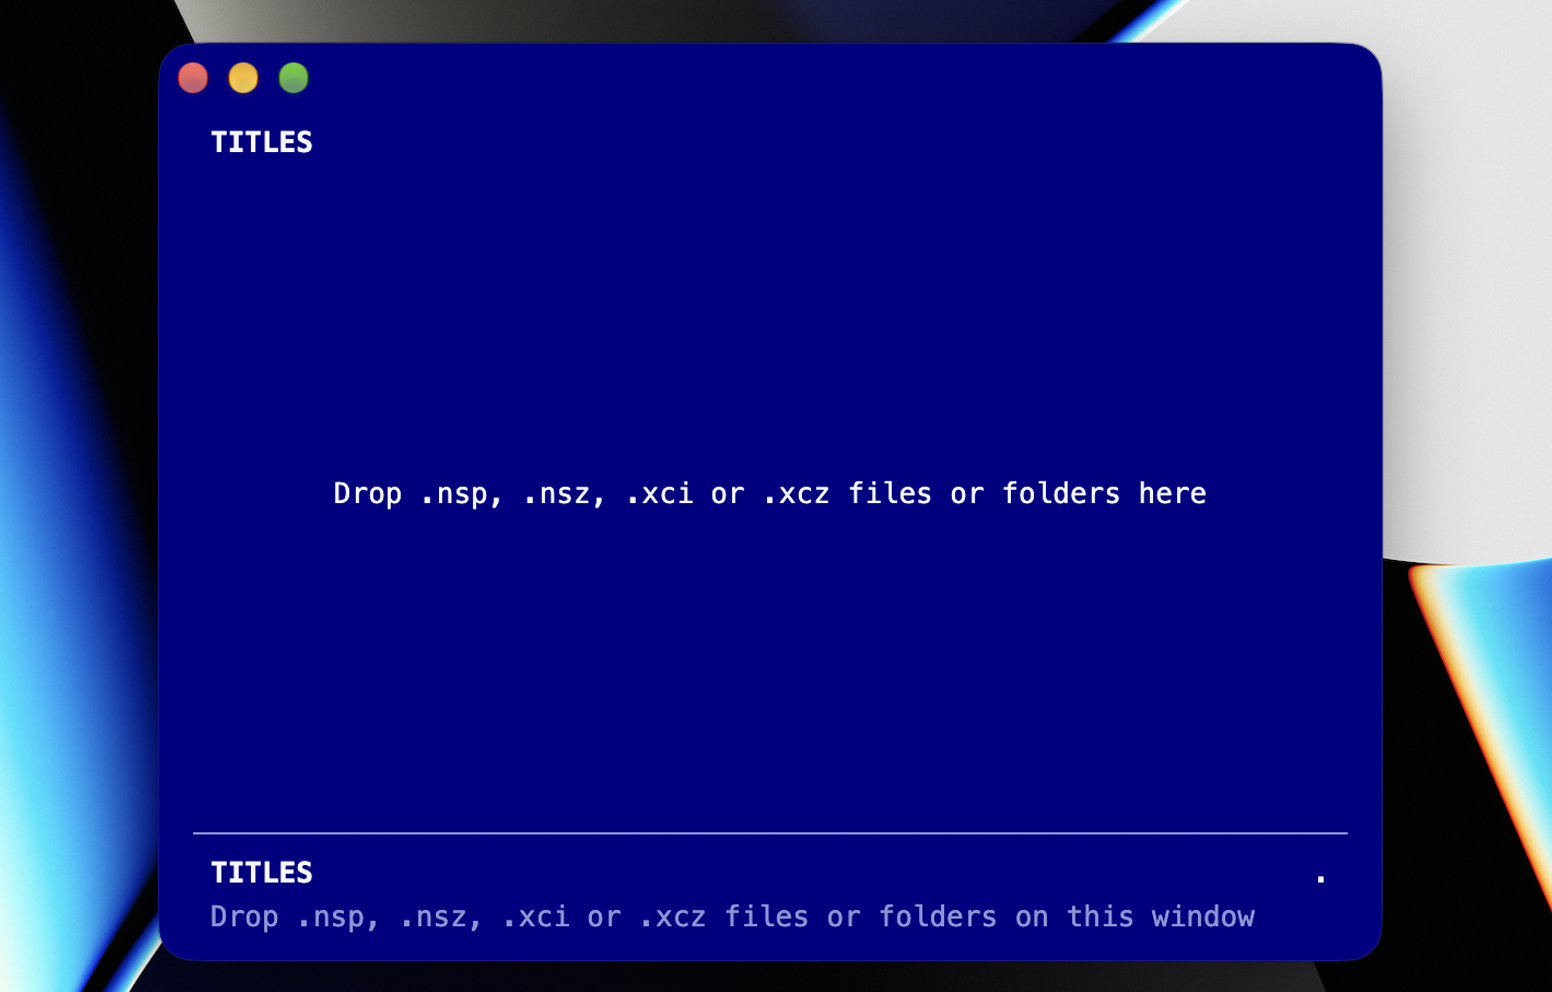 TITLES
Drop .nsp, .nsz, .xci or .xcz files or folders here
TITLES .
Drop .nsp, .nsz, .xci or .xcz files or folders on this window